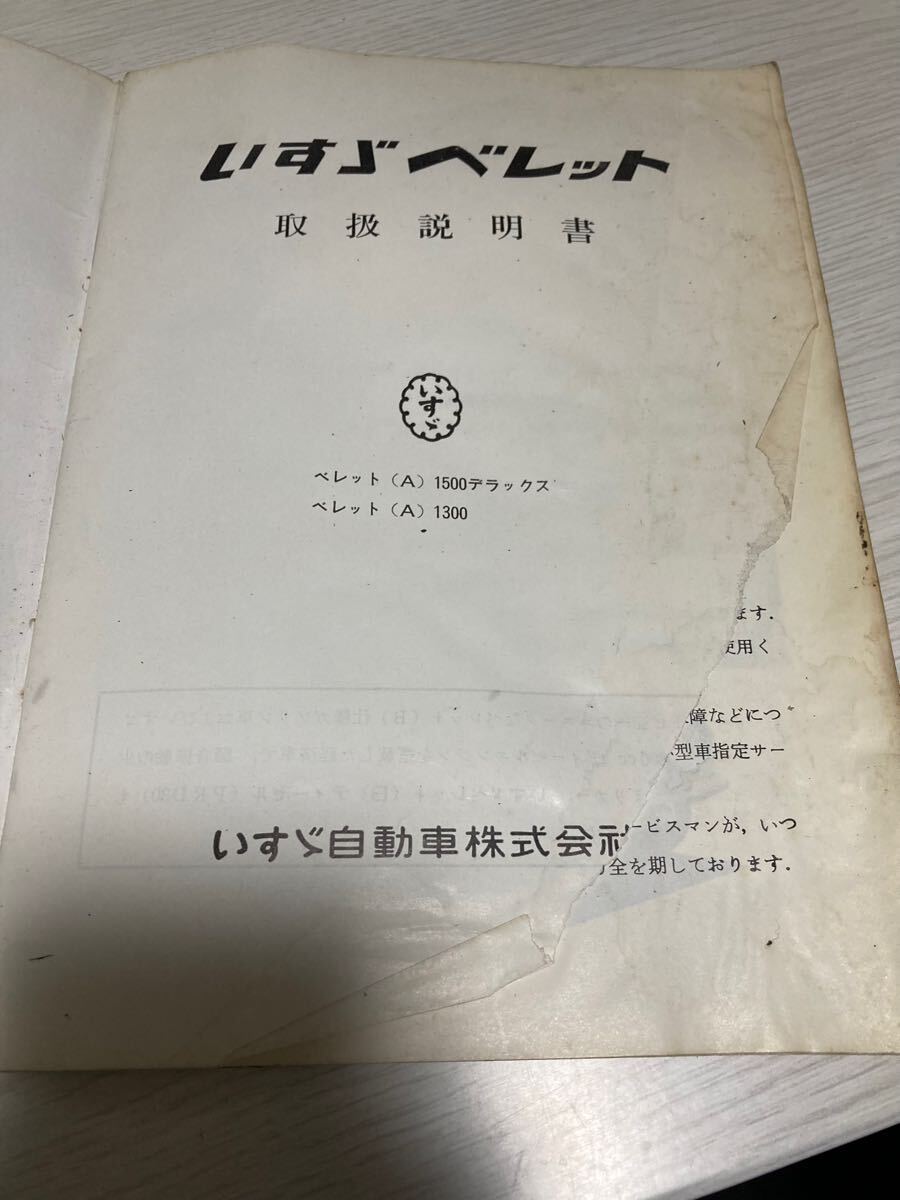 いすゞベレット
取扱説明書
いすゞ
ベレット（A）1500デラックス
ベレット（A）1300
ます．
使用く
障などにつ
型車指定サー
ービスマンが，いつ
全を期しております．
いすゞ自動車株式会社